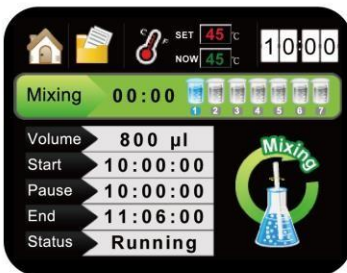 SET 45 °C
NOW 45 °C
10:00
Mixing 00:00
1 2 3 4 5 6 7
Volume 800 µl
Start 10:00:00
Pause 10:00:00
End 11:06:00
Status Running
Mixing